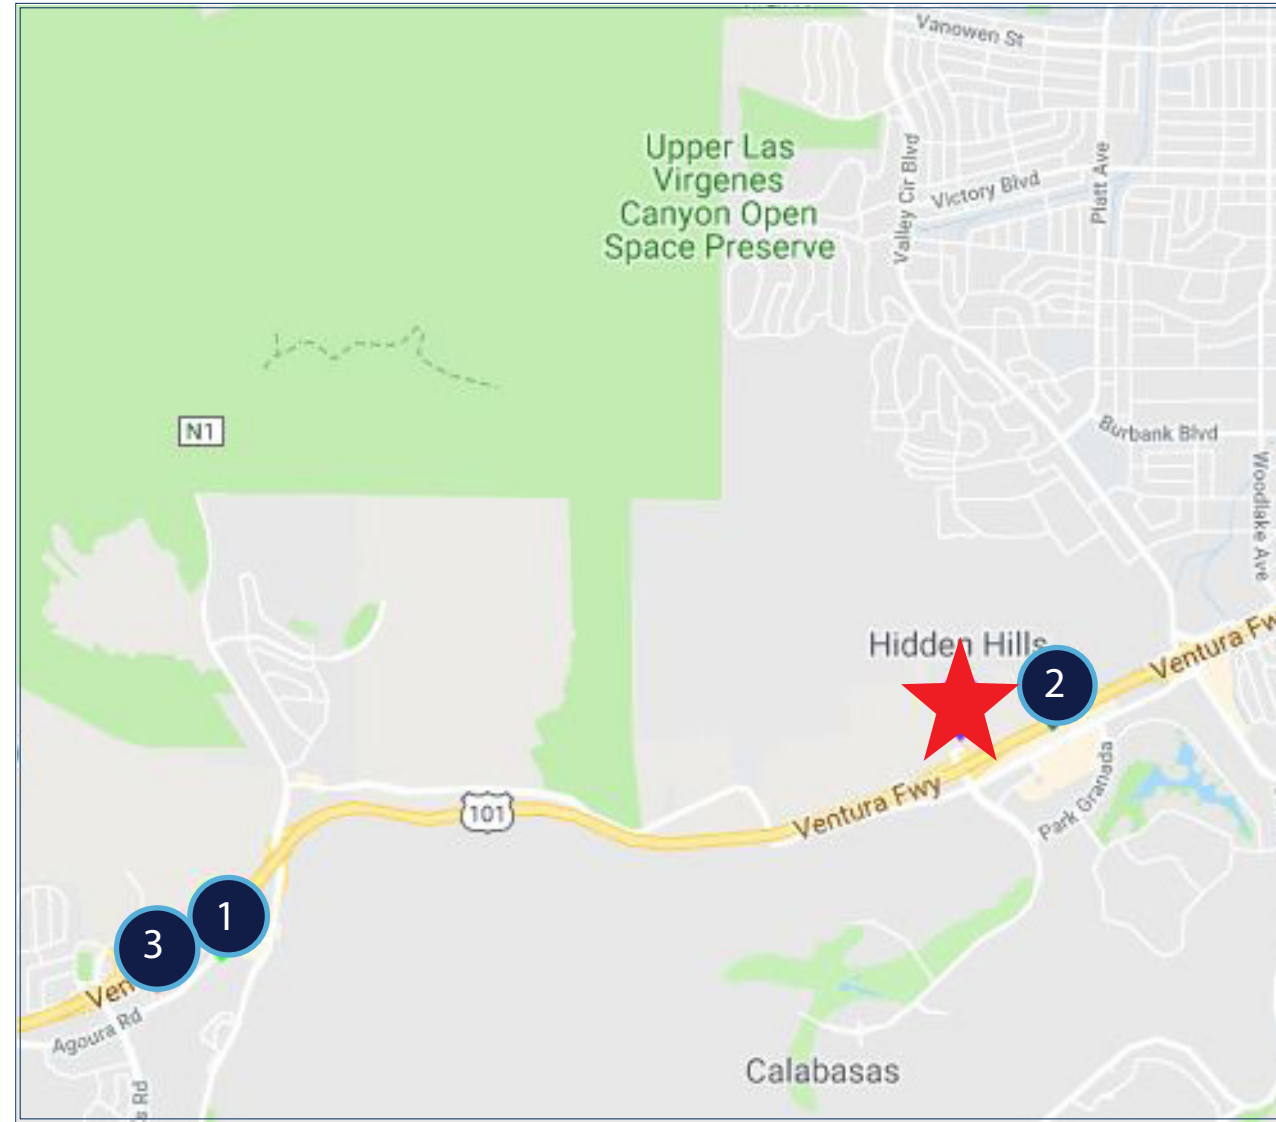 Vanowen St
Upper Las
Virgenes
Canyon Open
Space Preserve
Valley Cir Blvd
Victory Blvd
Platt Ave
N1
Burbank Blvd
Woodlake Ave
Hidden Hills
2
Ventura Fw
101
Ventura Fwy
Park Granada
1
3
Ven
Agoura Rd
s Rd
Calabasas